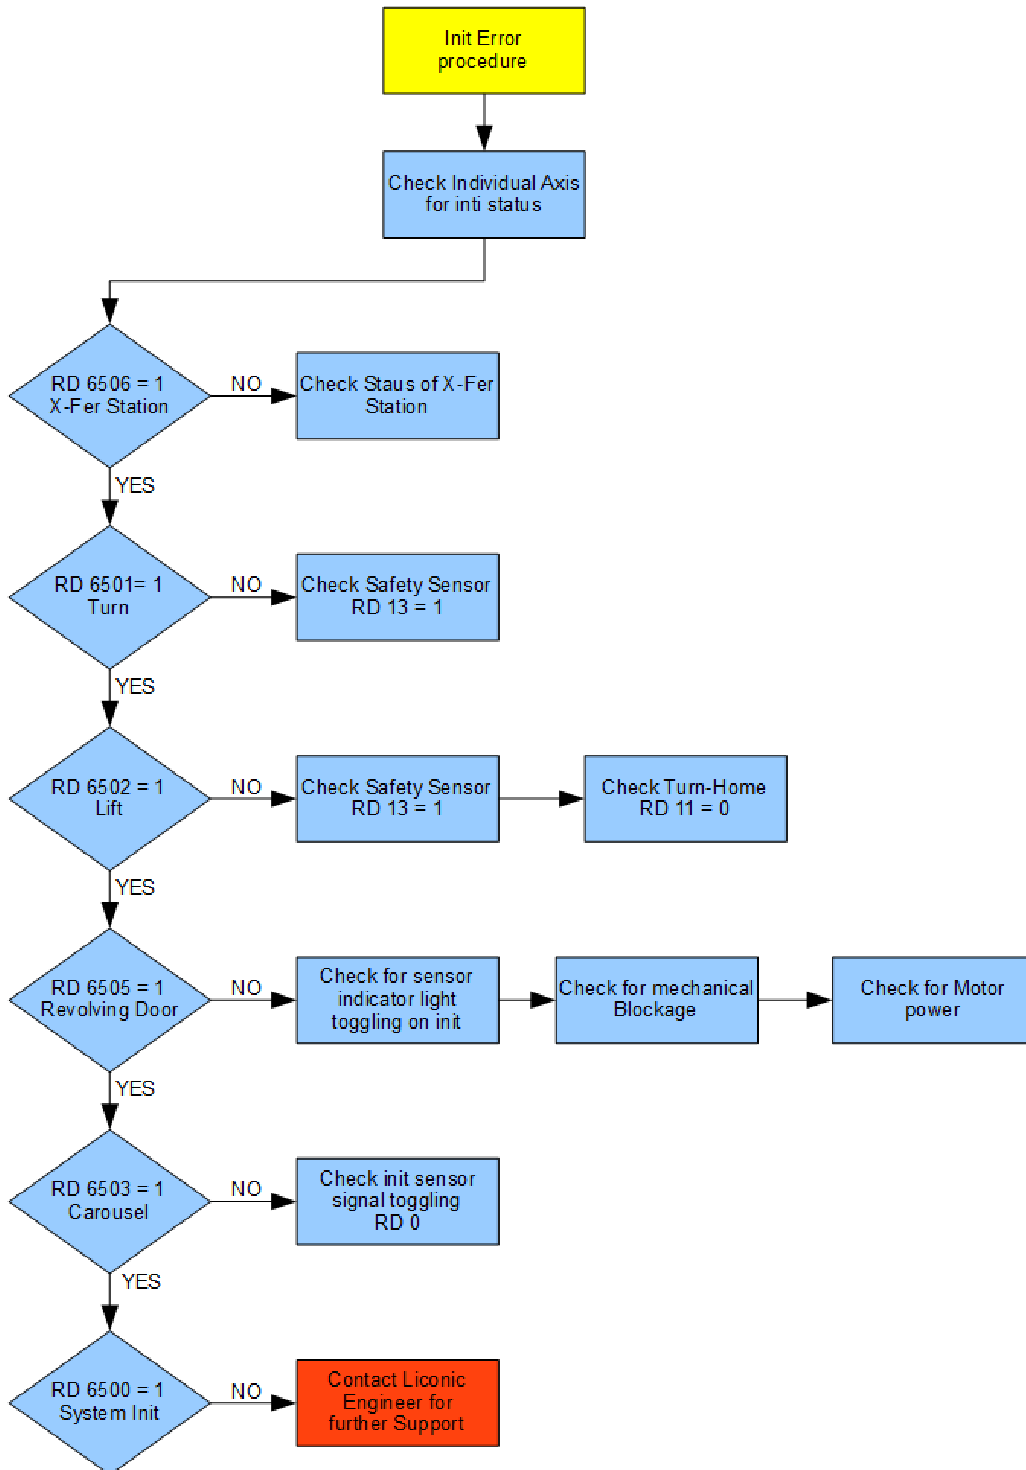 Init Error
procedure
Check Individual Axis
for inti status
RD 6506 = 1
X-Fer Station
NO
Check Staus of X-Fer
Station
YES
RD 6501= 1
Turn
NO
Check Safety Sensor
RD 13 = 1
YES
RD 6502 = 1
Lift
NO
Check Safety Sensor
RD 13 = 1
Check Turn-Home
RD 11 = 0
YES
RD 6505 = 1
Revolving Door
NO
Check for sensor
indicator light
toggling on init
Check for mechanical
Blockage
Check for Motor
power
YES
RD 6503 = 1
Carousel
NO
Check init sensor
signal toggling
RD 0
YES
RD 6500 = 1
System Init
NO
Contact Liconic
Engineer for
further Support